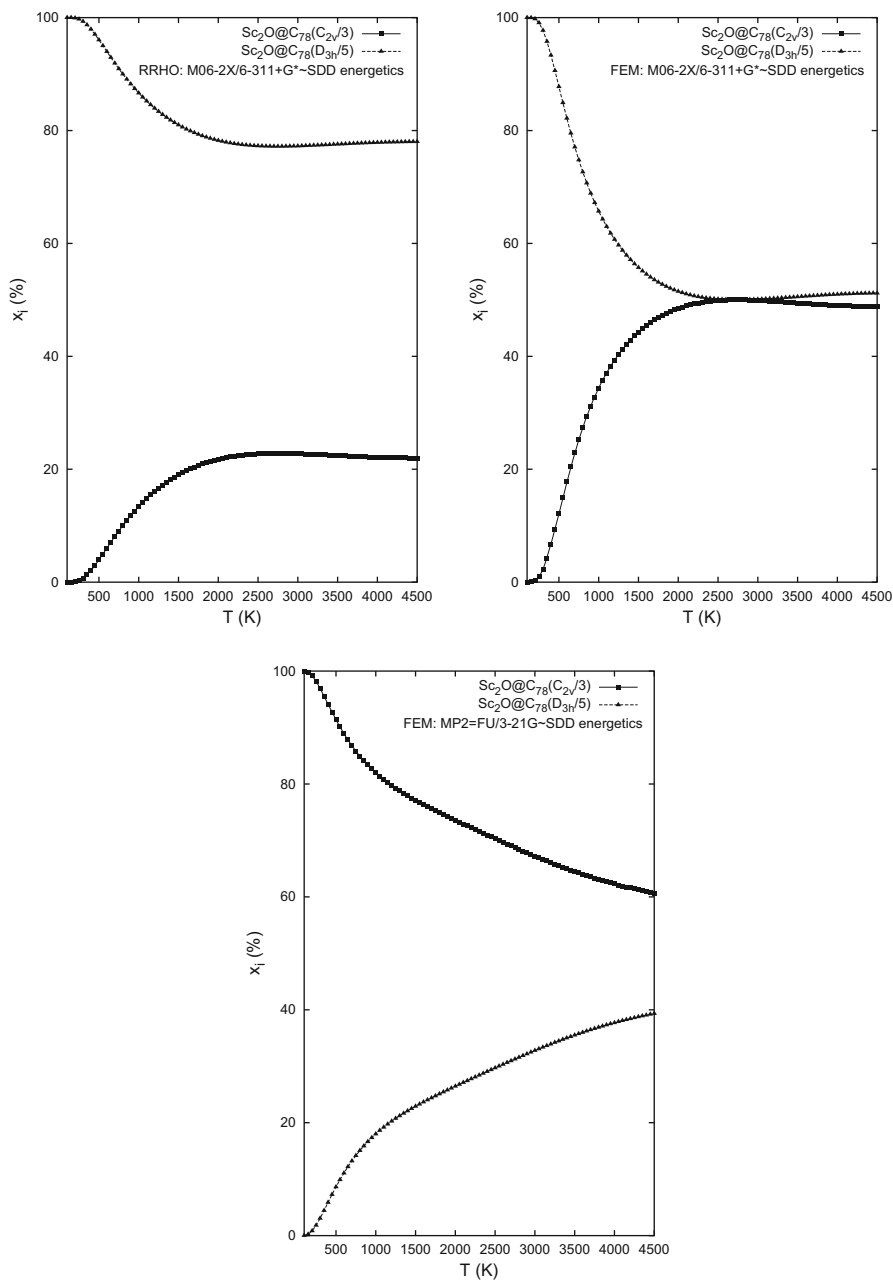 Sc2O@C78(C2v/3)
Sc2O@C78(D3h/5)
RRHO: M06-2X/6-311+G*~SDD energetics
100
80
60
40
20
0
xi (%)
500 1000 1500 2000 2500 3000 3500 4000 4500
T (K)
Sc2O@C78(C2v/3)
Sc2O@C78(D3h/5)
FEM: M06-2X/6-311+G*~SDD energetics
100
80
60
40
20
0
xi (%)
500 1000 1500 2000 2500 3000 3500 4000 4500
T (K)
Sc2O@C78(C2v/3)
Sc2O@C78(D3h/5)
FEM: MP2=FU/3-21G~SDD energetics
100
80
60
40
20
0
xi (%)
500 1000 1500 2000 2500 3000 3500 4000 4500
T (K)